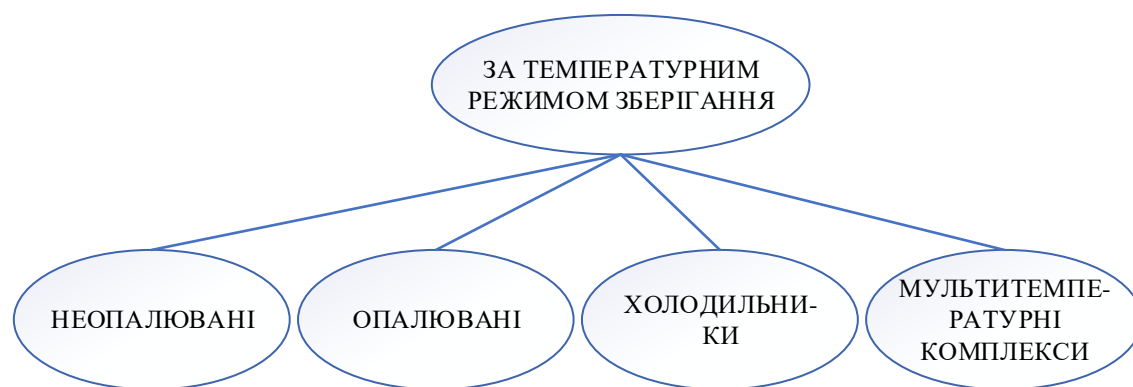 ЗА ТЕМПЕРАТУРНИМ
РЕЖИМОМ ЗБЕРІГАННЯ
НЕОПАЛЮВАНІ
ОПАЛЮВАНІ
ХОЛОДИЛЬНИ-
КИ
МУЛЬТИТЕМПЕ-
РАТУРНІ
КОМПЛЕКСИ